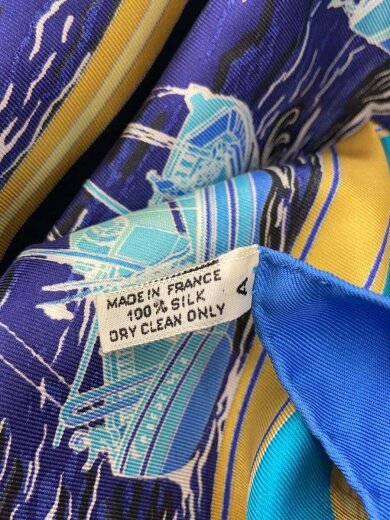 MADE IN FRANCE
100% SILK
DRY CLEAN ONLY
A